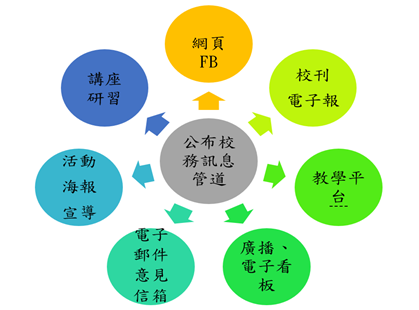 網頁
FB
校刊
電子報
教學平
台
廣播、
電子看
板
電子
郵件
意見
信箱
活動
海報
宣導
講座
研習
公布校
務訊息
管道